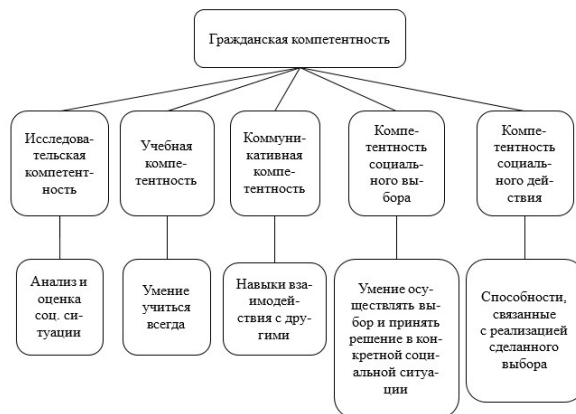 Гражданская компетентность
Исследова-
тельская
компетент-
ность
Учебная
компе-
тентность
Коммуни-
кативная
компе-
тентность
Компе-
тентность
социаль-
ного вы-
бора
Компе-
тентность
социаль-
ного дей-
ствия
Анализ и
оценка
соц. си-
туации
Умение
учиться
всегда
Навыки вза-
имодей-
ствия с дру-
гими
Умение осу-
ществлять вы-
бор и принять
решение в кон-
кретной соци-
альной ситуа-
ции
Способности,
связанные
с реализацией
сделанного
выбора